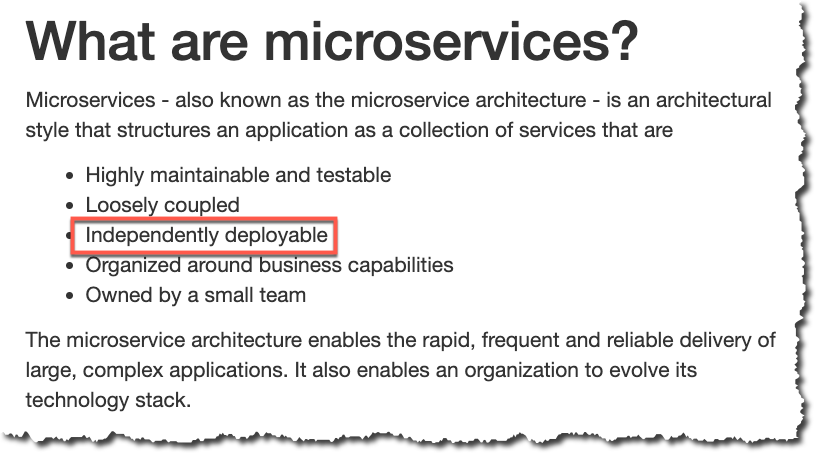 What are microservices?
Microservices - also known as the microservice architecture - is an architectural
style that structures an application as a collection of services that are
• Highly maintainable and testable
• Loosely coupled
• Independently deployable
• Organized around business capabilities
• Owned by a small team
The microservice architecture enables the rapid, frequent and reliable delivery of
large, complex applications. It also enables an organization to evolve its
technology stack.